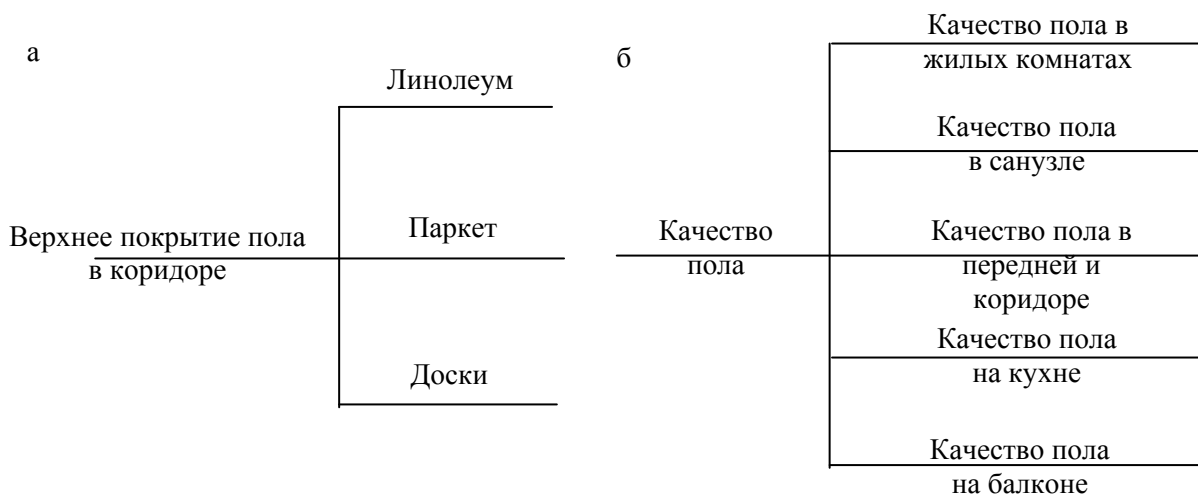 а
Линолеум
Верхнее покрытие пола
в коридоре
Паркет
Доски
б
Качество пола в
жилых комнатах
Качество пола
в санузле
Качество
пола
Качество пола в
передней и
коридоре
Качество пола
на кухне
Качество пола
на балконе